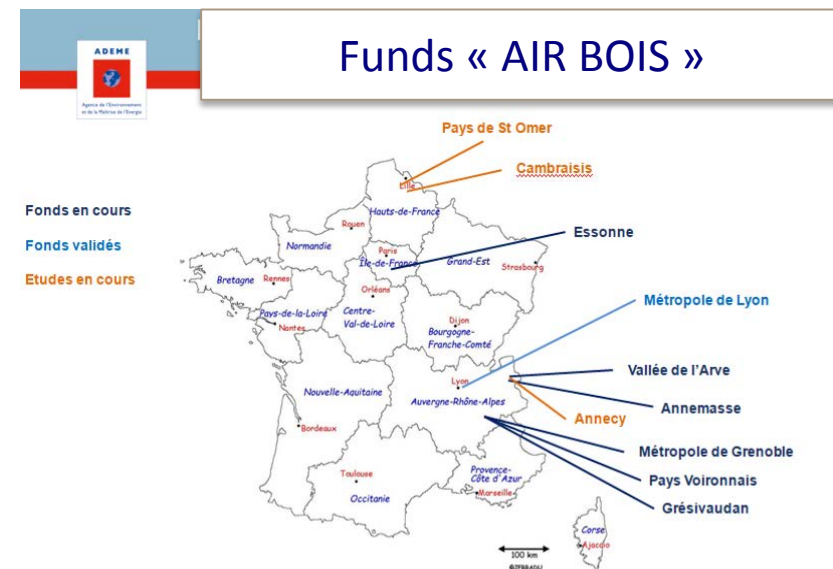 ADEME
Agence de l'Environnement
et de la Maîtrise de l'Energie
Funds « AIR BOIS »
Pays de St Omer
Cambraisis
Fonds en cours
Fonds validés
Etudes en cours
Lille
Hauts-de-France
Rouen
Normandie
Paris
Île-de-France
Essonne
Grand-Est
Strasbourg
Bretagne
Rennes
Orléans
Pays-de-la-Loire
Nantes
Centre-
Val-de-Loire
Dijon
Bourgogne-
Franche-Comté
Métropole de Lyon
Nouvelle-Aquitaine
Lyon
Auvergne-Rhône-Alpes
Vallée de l'Arve
Annemasse
Annecy
Bordeaux
Métropole de Grenoble
Pays Voironnais
Grésivaudan
Toulouse
Occitanie
Provence-
Côte d'Azur
Marseille
Corse
Ajaccio
100 km